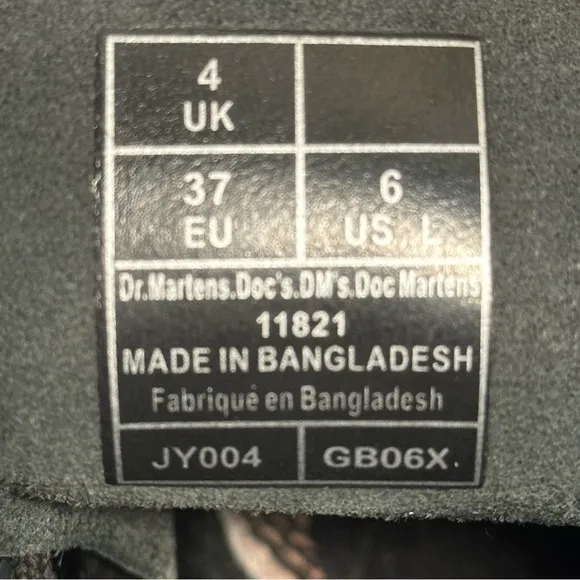 4
UK
37
EU
6
US L
Dr.Martens.Doc's.DM's.Doc Martens
11821
MADE IN BANGLADESH
Fabriqué en Bangladesh
JY004
GB06X.